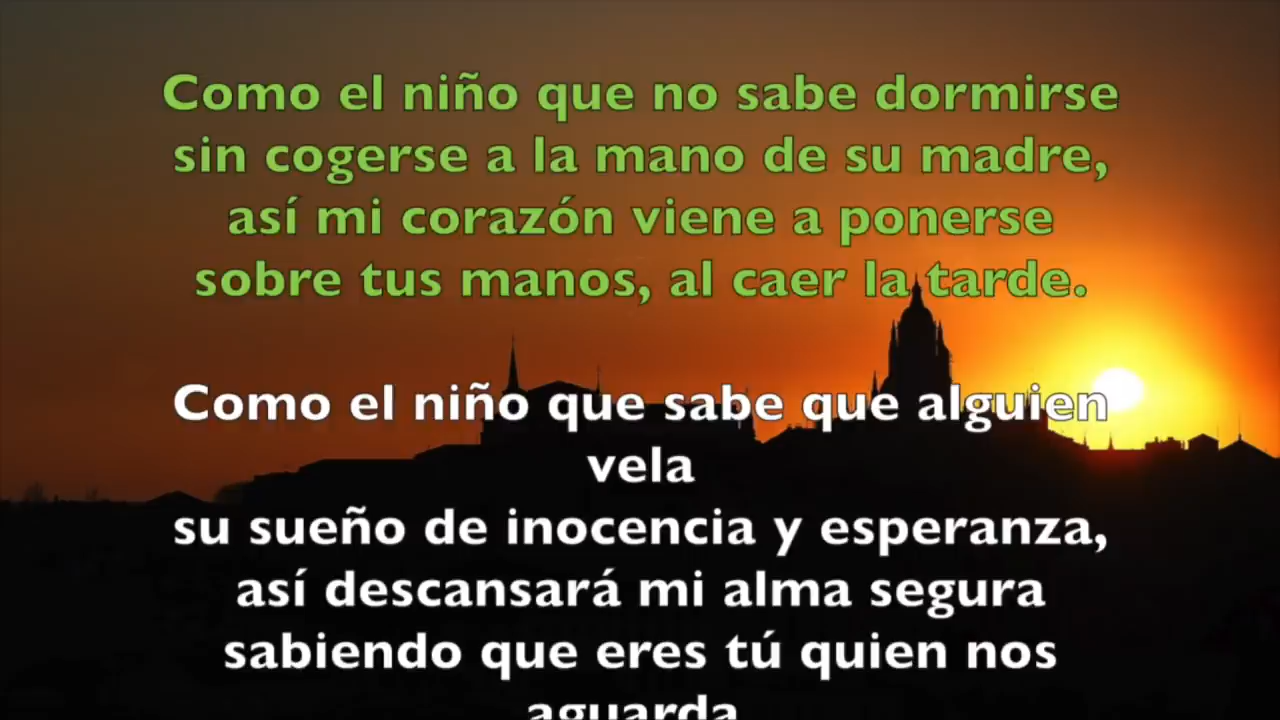 Como el niño que no sabe dormirse
sin cogerse a la mano de su madre,
así mi corazón viene a ponerse
sobre tus manos, al caer la tarde.
Como el niño que sabe que alguien
vela
su sueño de inocencia y esperanza,
así descansará mi alma segura
sabiendo que eres tú quien nos
aguarda